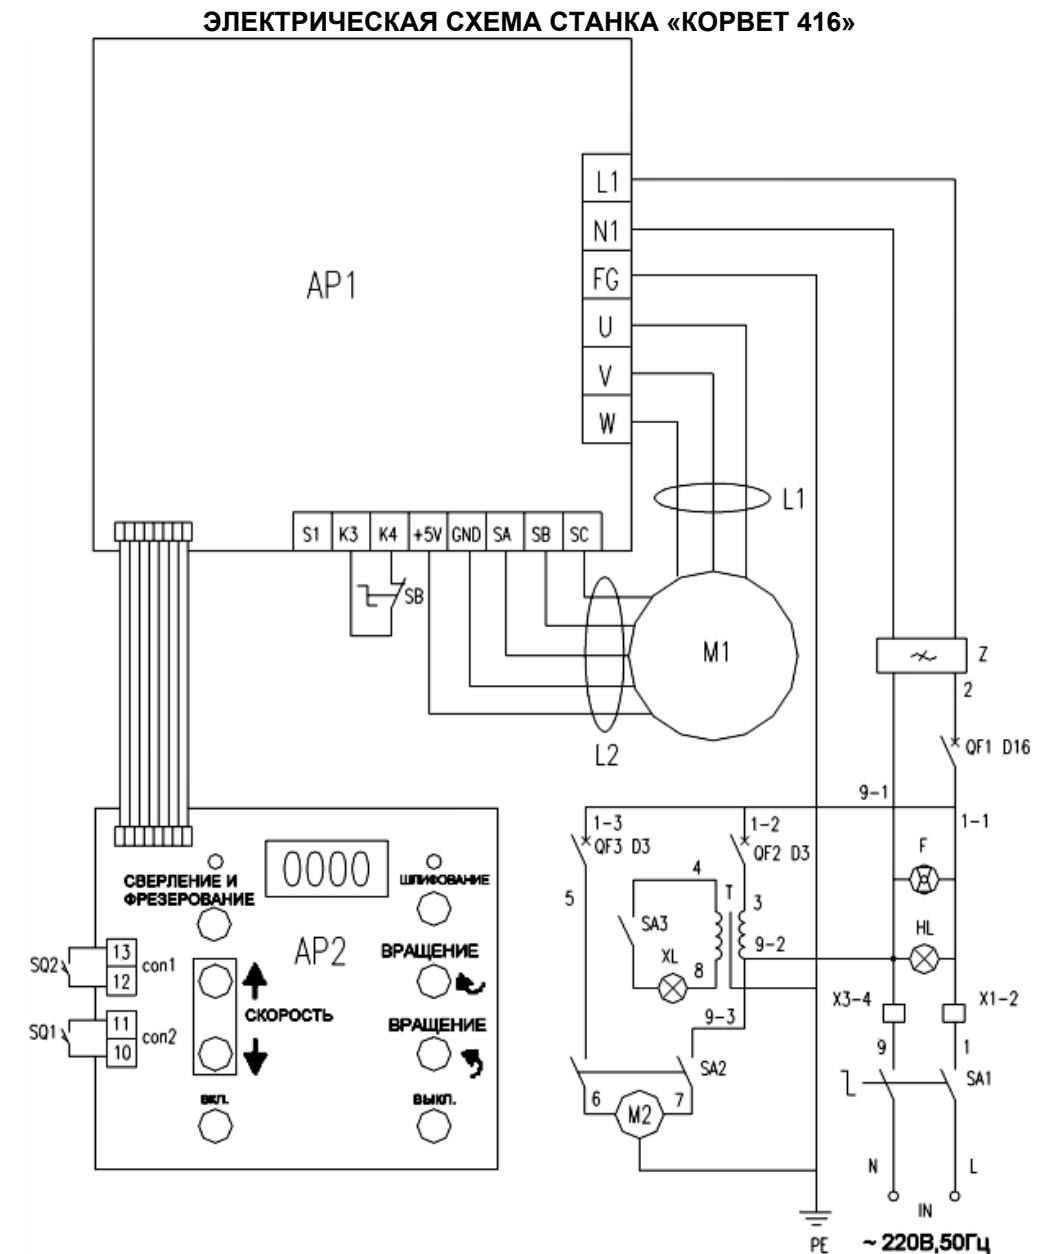 ЭЛЕКТРИЧЕСКАЯ СХЕМА СТАНКА «КОРВЕТ 416»
L1
N1
AP1
FG
U
V
W
L1
S1 K3 K4 +5V GND SA SB SC
SB
M1
Z
2
L2
QF1 D16
9-1
1-3
1-2
1-1
QF3 D3
QF2 D3
F
0000
СВЕРЛЕНИЕ И
ФРЕЗЕРОВАНИЕ
ШЛИФОВАНИЕ
4
T
5
3
SA3
HL
AP2
ВРАЩЕНИЕ
9-2
XL
13
12
SQ2
con1
8
X3-4
X1-2
СКОРОСТЬ
ВРАЩЕНИЕ
9-3
11
10
SQ1
con2
9
1
SA2
SA1
ВКЛ.
ВЫКЛ.
6
7
M2
N
L
IN
PE
~ 220В,50Гц